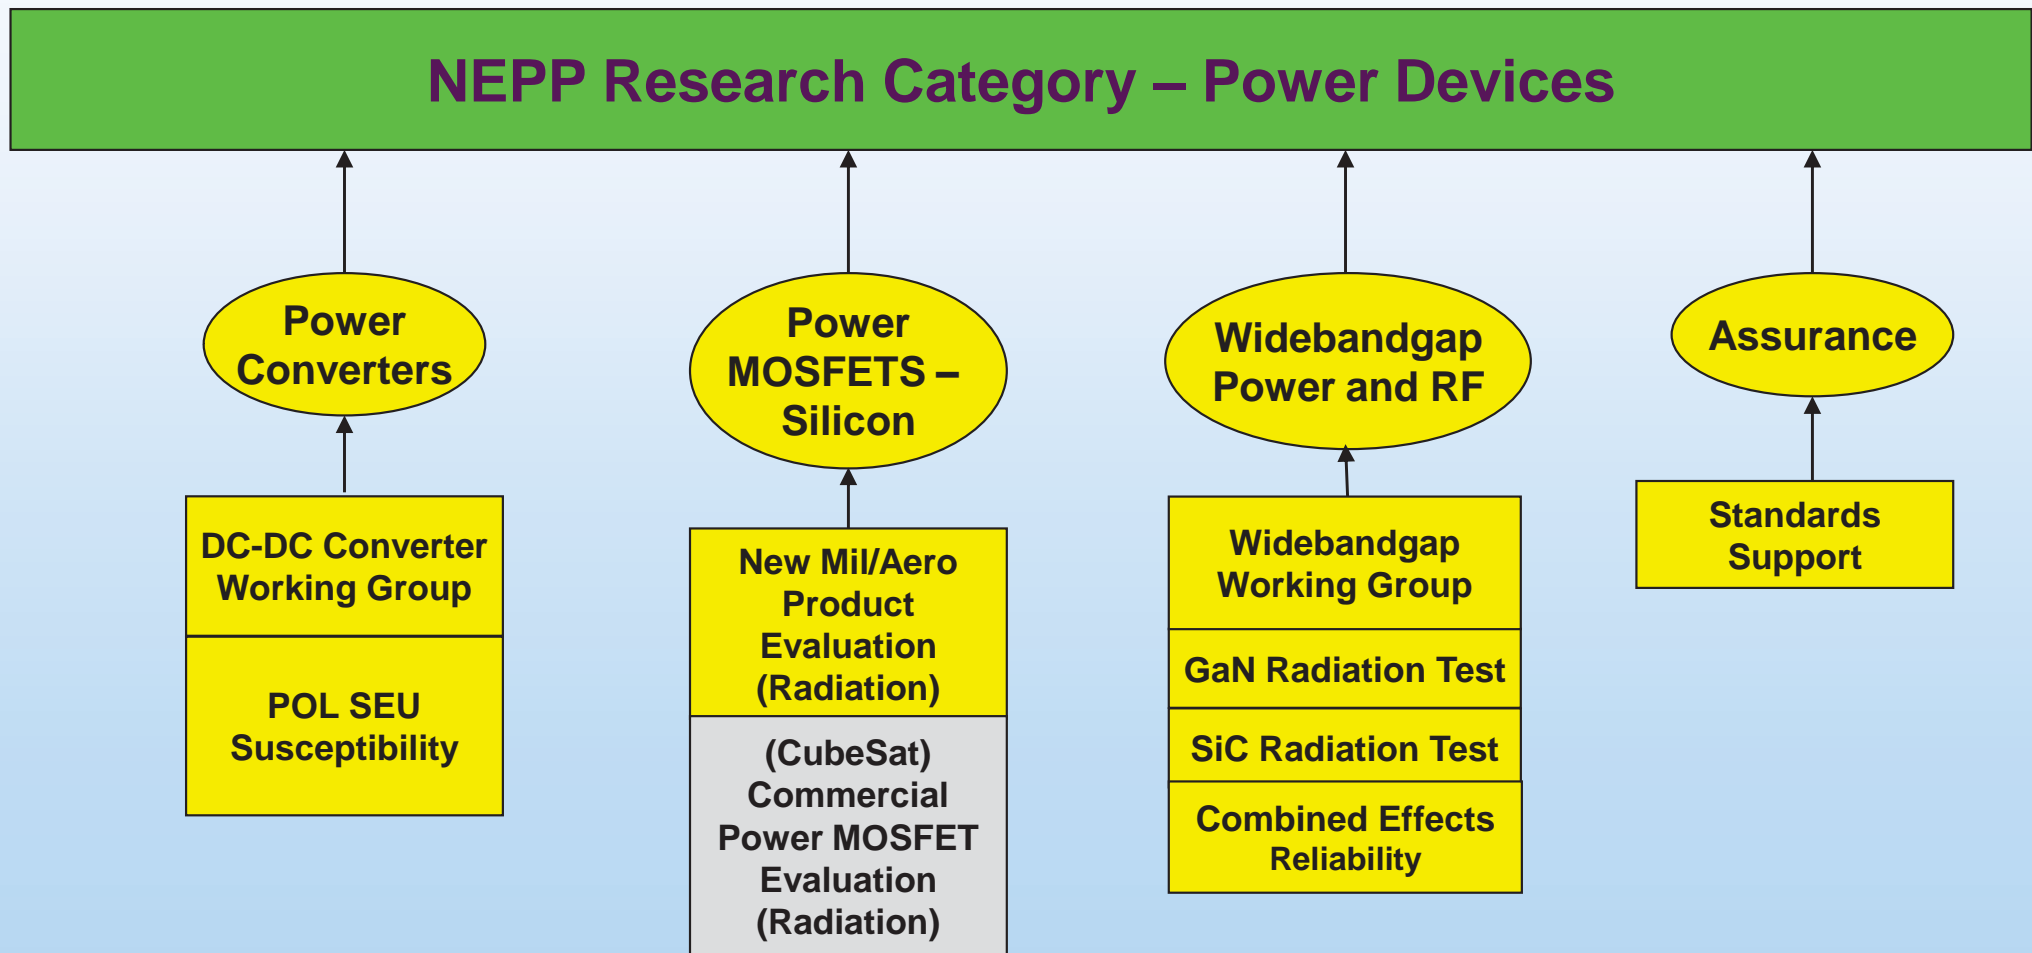 NEPP Research Category – Power Devices
Power
Converters
DC-DC Converter
Working Group
POL SEU
Susceptibility
Power
MOSFETS –
Silicon
New Mil/Aero
Product
Evaluation
(Radiation)
(CubeSat)
Commercial
Power MOSFET
Evaluation
(Radiation)
Widebandgap
Power and RF
Widebandgap
Working Group
GaN Radiation Test
SiC Radiation Test
Combined Effects
Reliability
Assurance
Standards
Support